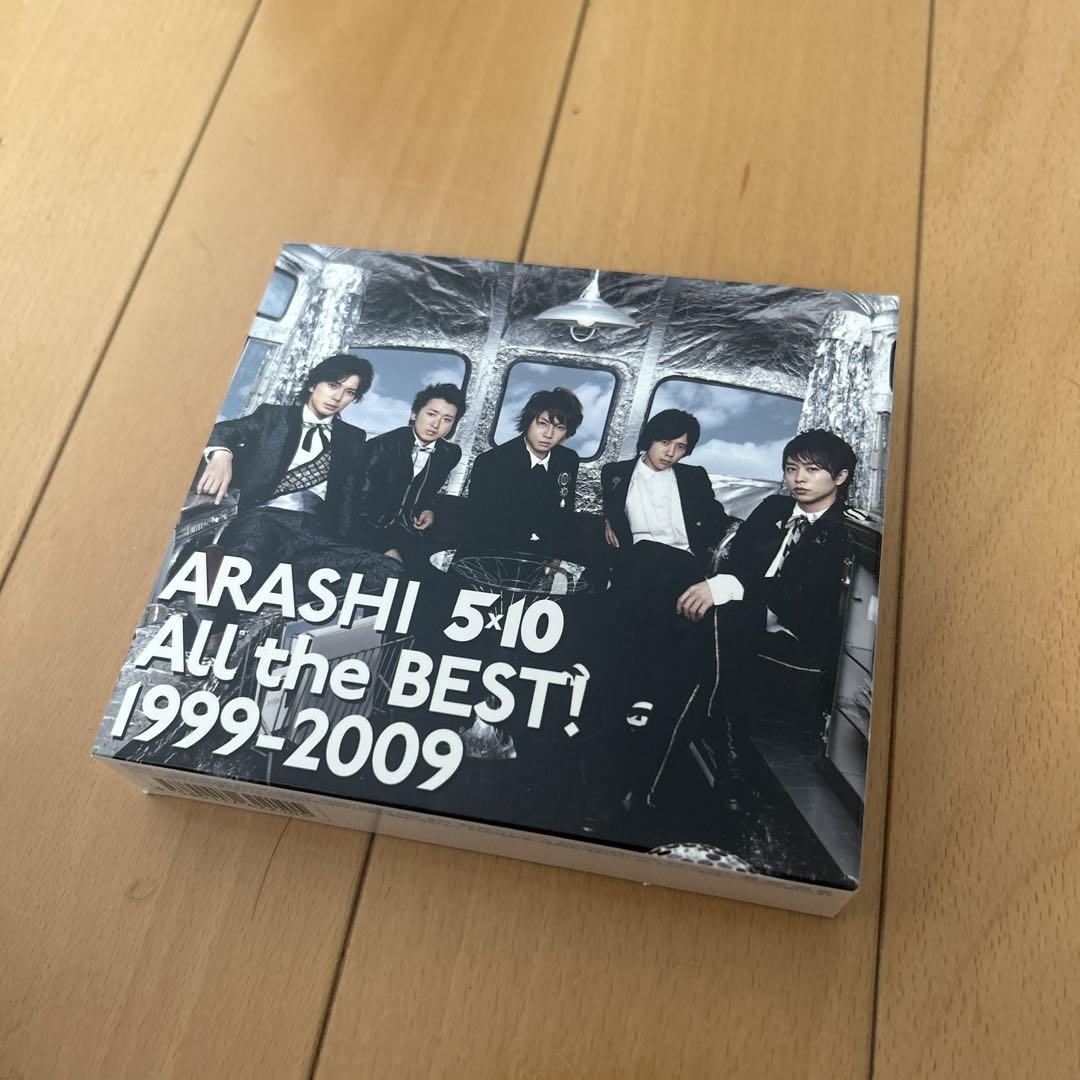 ARASHI 5×10
All the BEST!
1999-2009